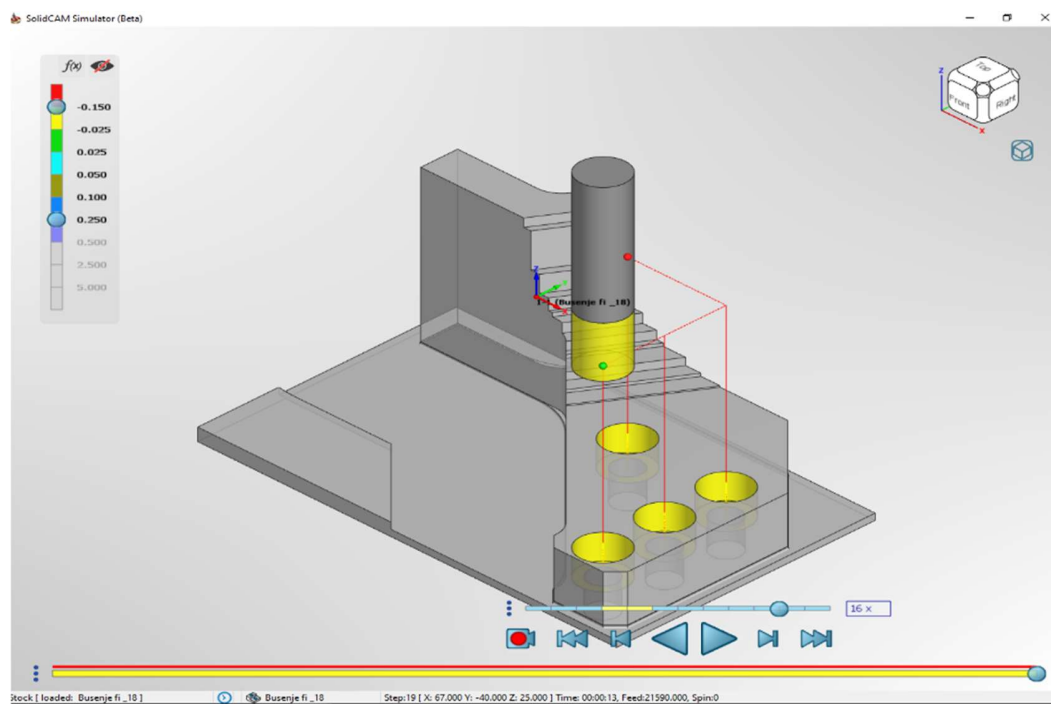 SolidCAM Simulator (Beta)
f(x)
-0.150
-0.025
0.025
0.050
0.100
0.250
0.500
2.500
5.000
Top
Front
Right
Z
X
Z
Y
X
(Busenje fi _18)
16 x
Stock [ loaded: Busenje fi _18 ]
Busenje fi _18
Step:19 [ X: 67.000 Y: -40.000 Z: 25.000 ] Time: 00:00:13, Feed:21590.000, Spin:0